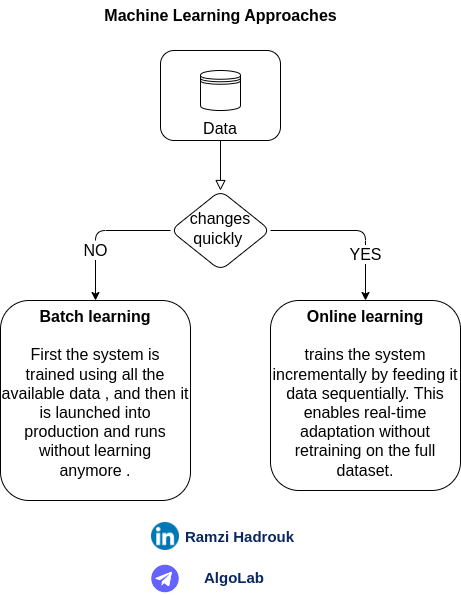 Machine Learning Approaches
Data
changes
quickly
NO
YES
Batch learning
First the system is
trained using all the
available data , and then it
is launched into
production and runs
without learning
anymore .
Online learning
trains the system
incrementally by feeding it
data sequentially. This
enables real-time
adaptation without
retraining on the full
dataset.
in
Ramzi Hadrouk
AlgoLab